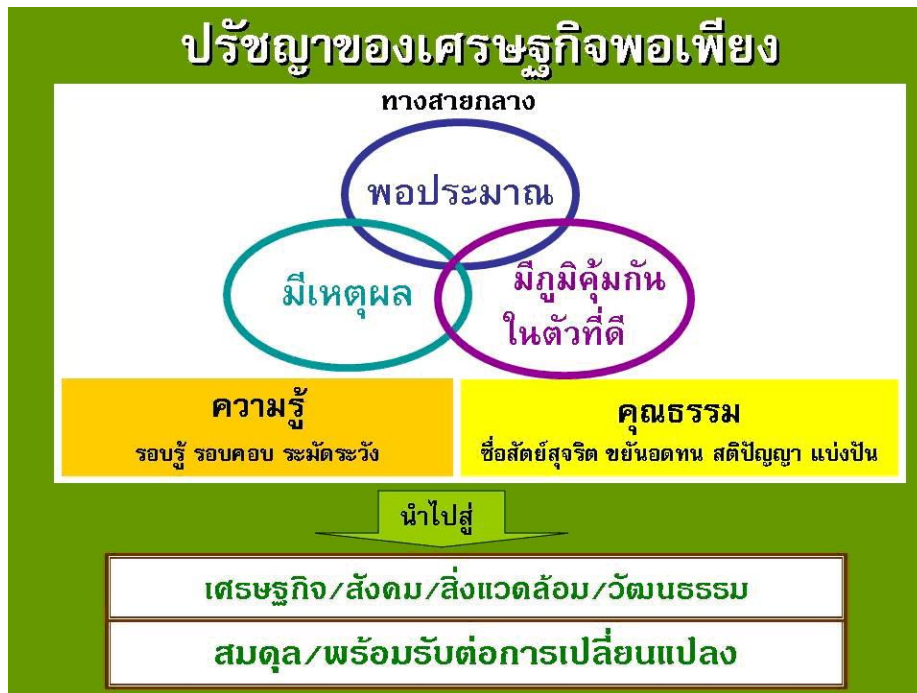 ปรัชญาของเศรษฐกิจพอเพียง
ทางสายกลาง
พอประมาณ
มีเหตุผล
มีภูมิคุ้มกัน
ในตัวที่ดี
ความรู้
รอบรู้ รอบคอบ ระมัดระวัง
คุณธรรม
ซื่อสัตย์สุจริต ขยันอดทน สติปัญญา แบ่งปัน
นำไปสู่
เศรษฐกิจ/สังคม/สิ่งแวดล้อม/วัฒนธรรม
สมดุล/พร้อมรับต่อการเปลี่ยนแปลง